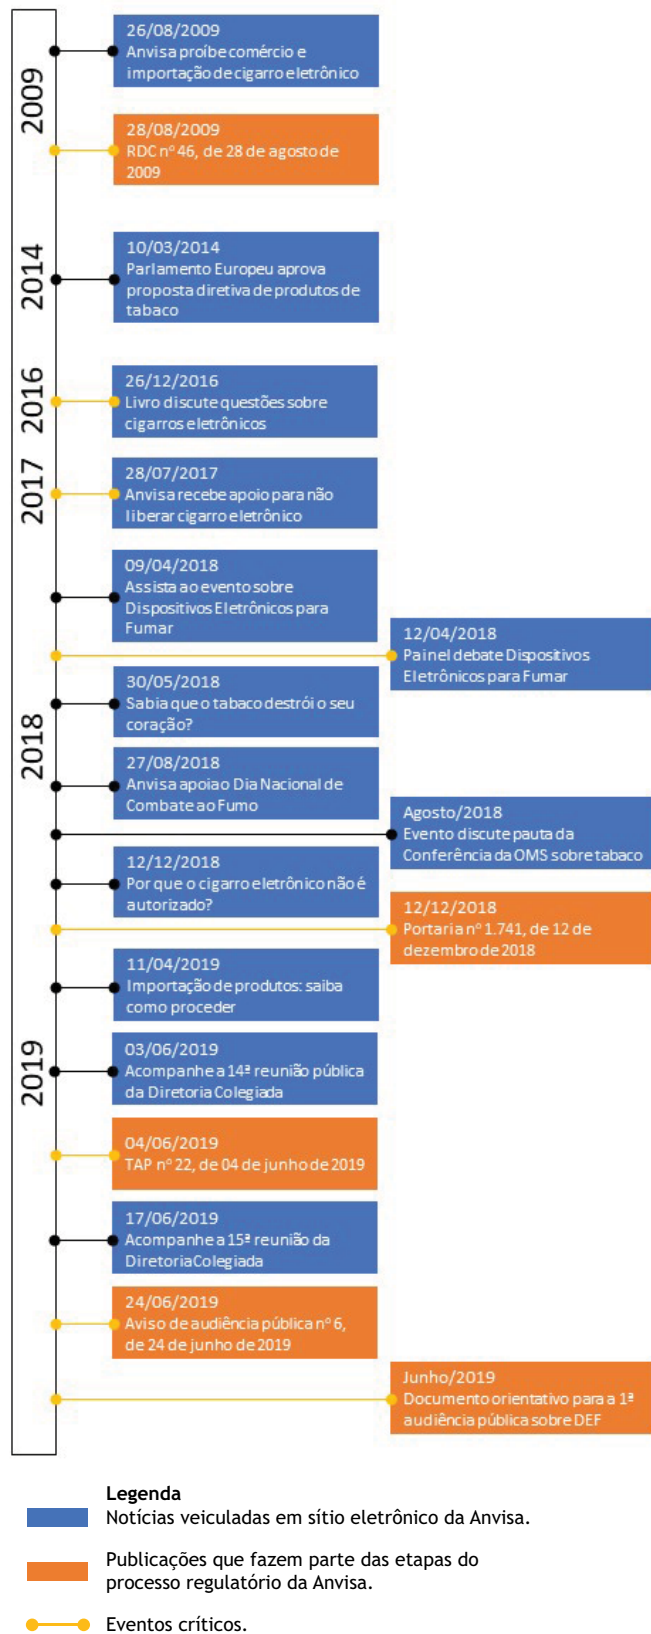 2009
26/08/2009
Anvisa proíbe comércio e
importação de cigarro eletrônico
28/08/2009
RDC nº 46, de 28 de agosto de
2009
2014
10/03/2014
Parlamento Europeu aprova
proposta diretiva de produtos de
tabaco
2016
26/12/2016
Livro discute questões sobre
cigarros eletrônicos
2017
28/07/2017
Anvisa recebe apoio para não
liberar cigarro eletrônico
2018
09/04/2018
Assista ao evento sobre
Dispositivos Eletrônicos para
Fumar
12/04/2018
Painel debate Dispositivos
Eletrônicos para Fumar
30/05/2018
Sabia que o tabaco destrói o seu
coração?
27/08/2018
Anvisa apoia o Dia Nacional de
Combate ao Fumo
Agosto/2018
Evento discute pauta da
Conferência da OMS sobre tabaco
12/12/2018
Por que o cigarro eletrônico não é
autorizado?
12/12/2018
Portaria nº 1.741, de 12 de
dezembro de 2018
2019
11/04/2019
Importação de produtos: saiba
como proceder
03/06/2019
Acompanhe a 14ª reunião pública
da Diretoria Colegiada
04/06/2019
TAP nº 22, de 04 de junho de 2019
17/06/2019
Acompanhe a 15ª reunião da
Diretoria Colegiada
24/06/2019
Aviso de audiência pública nº 6,
de 24 de junho de 2019
Junho/2019
Documento orientativo para a 1ª
audiência pública sobre DEF
Legenda
Notícias veiculadas em sítio eletrônico da Anvisa.
Publicações que fazem parte das etapas do
processo regulatório da Anvisa.
Eventos críticos.